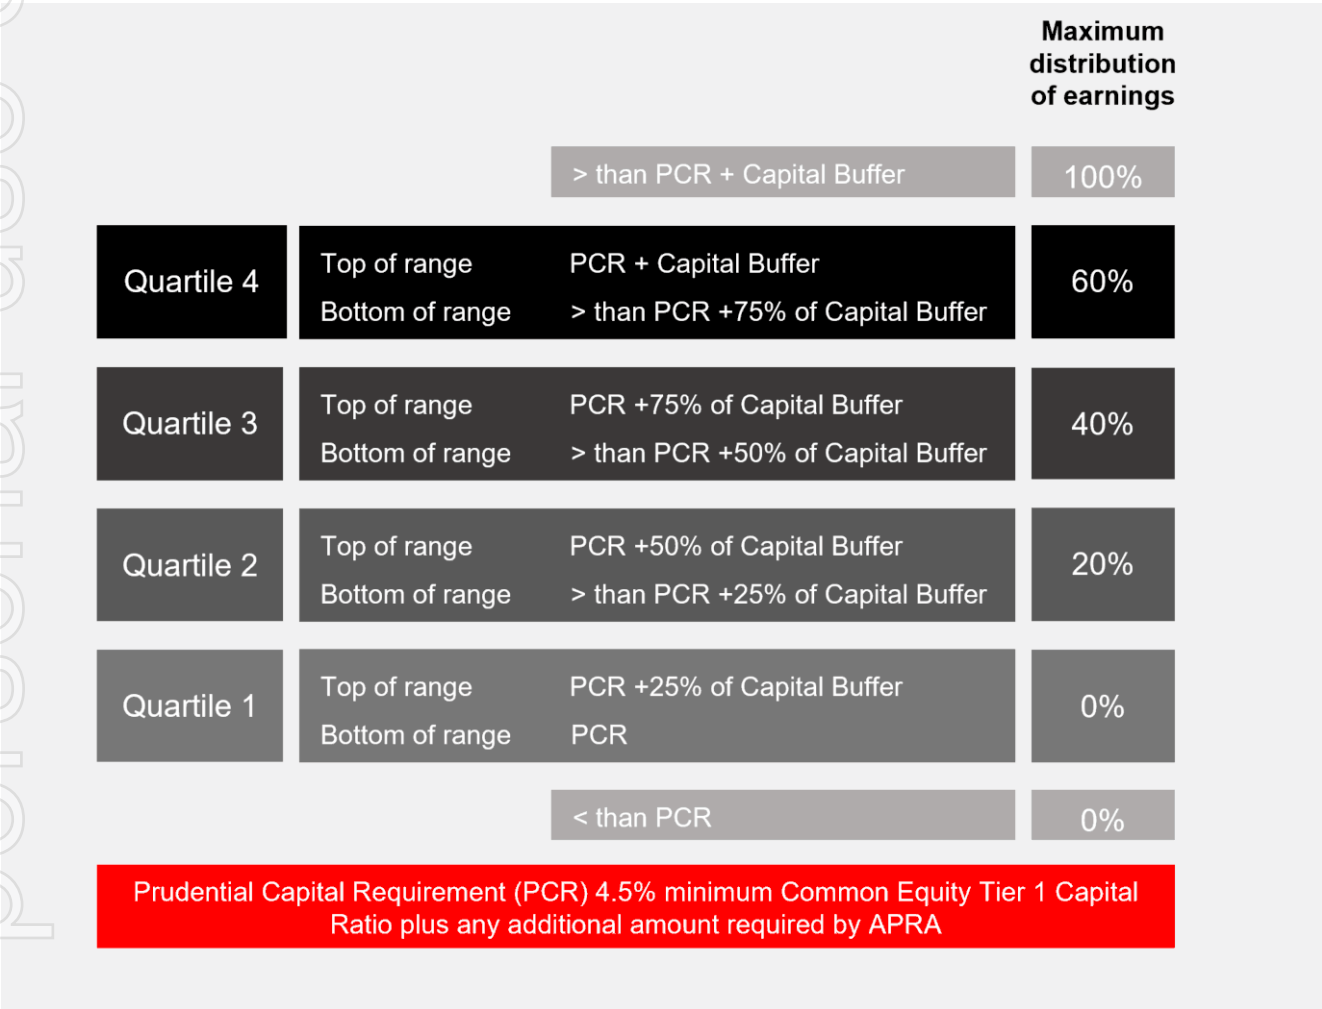 Maximum
distribution
of earnings
> than PCR + Capital Buffer 100%
Quartile 4
Top of range PCR + Capital Buffer
Bottom of range > than PCR +75% of Capital Buffer
60%
Quartile 3
Top of range PCR +75% of Capital Buffer
Bottom of range > than PCR +50% of Capital Buffer
40%
Quartile 2
Top of range PCR +50% of Capital Buffer
Bottom of range > than PCR +25% of Capital Buffer
20%
Quartile 1
Top of range PCR +25% of Capital Buffer
Bottom of range PCR
0%
< than PCR 0%
Prudential Capital Requirement (PCR) 4.5% minimum Common Equity Tier 1 Capital
Ratio plus any additional amount required by APRA